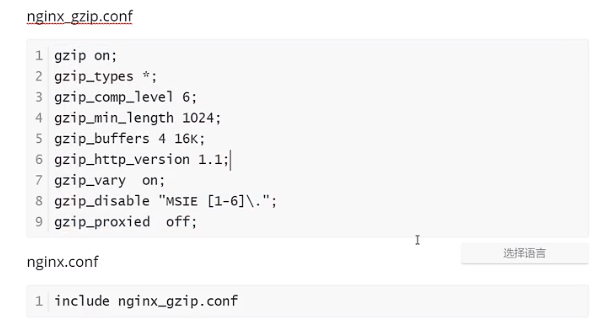 nginx_gzip.conf
1 gzip on;
2 gzip_types *;
3 gzip_comp_level 6;
4 gzip_min_length 1024;
5 gzip_buffers 4 16K;
6 gzip_http_version 1.1;
7 gzip_vary  on;
8 gzip_disable "MSIE [1-6]\.";
9 gzip_proxied  off;
选择语言
nginx.conf
1 include nginx_gzip.conf